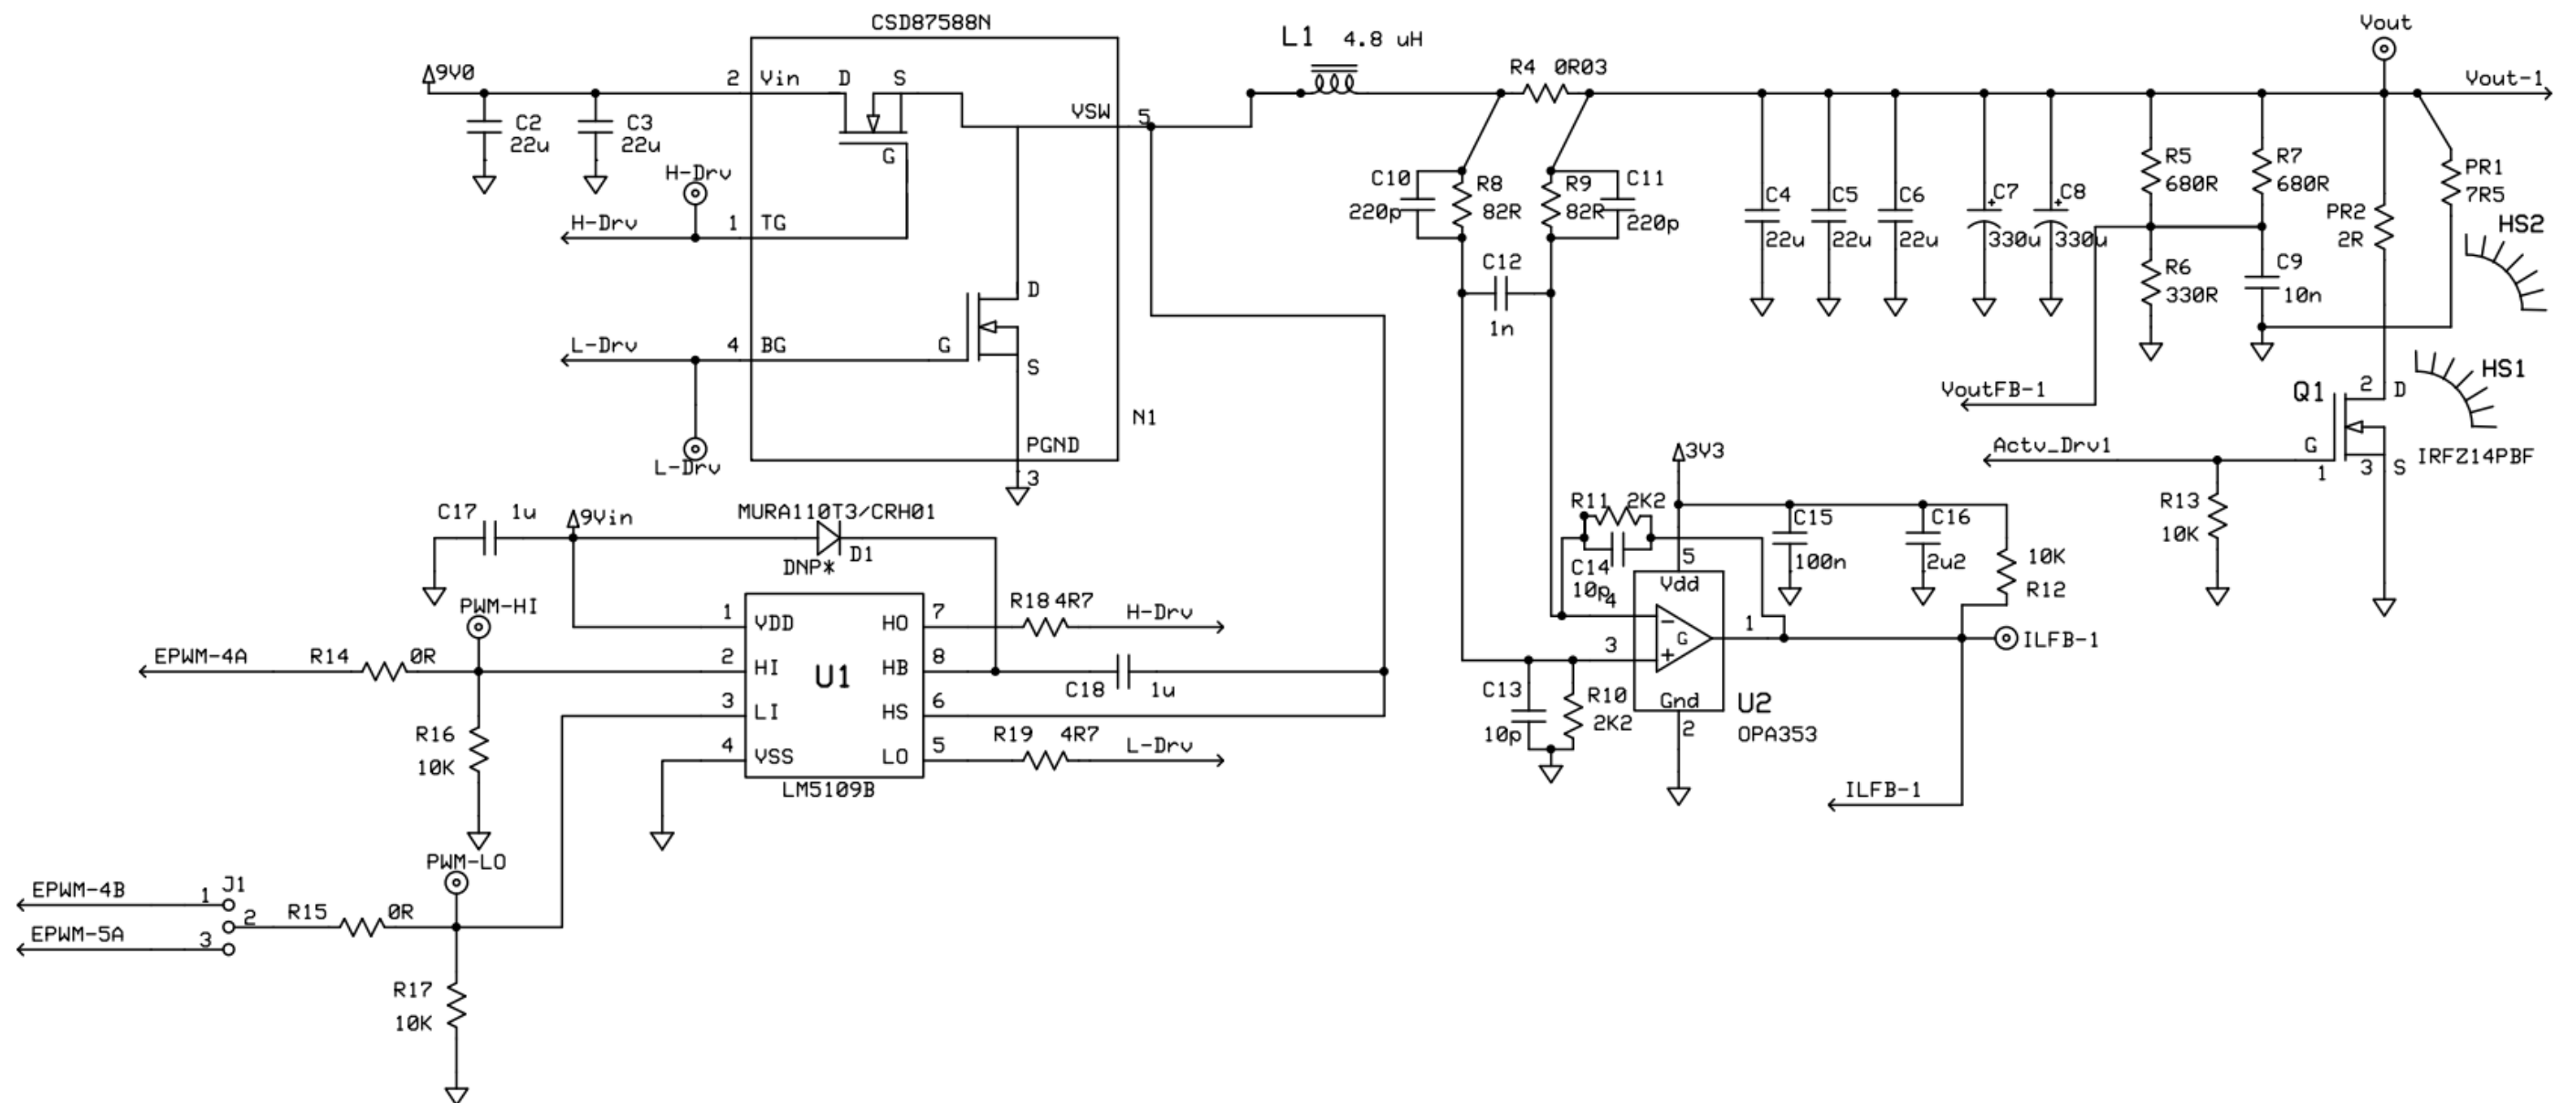 CSD87588N
9V0
2 Vin D S
C2
22u
C3
22u
G
VSW 5
H-Drv
H-Drv 1 TG
D
L-Drv 4 BG G
S
L-Drv
N1
PGND
3
L1 4.8 uH
R4 0R03
C10
220p
R8
82R
R9
82R
C11
220p
C12
1n
C4
22u
C5
22u
C6
22u
C7
+
330u
C8
+
330u
R5
680R
R7
680R
R6
330R
C9
10n
Vout
Vout-1
PR1
7R5
PR2
2R
HS2
HS1
VoutFB-1
Q1
2 D
G
1
3 S
IRFZ14PBF
Actv_Drv1
R13
10K
C17 1u
9Vin
MURA110T3/CRH01
DNP*
D1
PWM-HI
EPWM-4A R14 0R
R16
10K
1 VDD
2 HI
3 LI
4 VSS
U1
HO 7
HB 8
HS 6
LO 5
LM5109B
R18 4R7 H-Drv
C18 1u
R19 4R7 L-Drv
3V3
R11 2K2
C14
10p
C15
100n
C16
2u2
10K
R12
5
Vdd
4
-
G
+
3
1
Gnd
2
U2
OPA353
C13
10p
R10
2K2
ILFB-1
ILFB-1
PWM-LO
EPWM-4B 1 J1
2
EPWM-5A 3
R15 0R
R17
10K